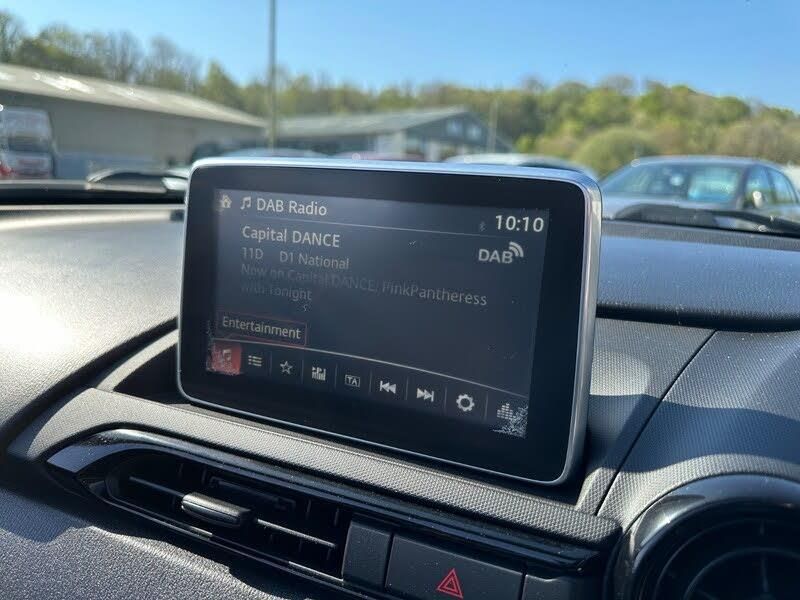 DAB Radio
10:10
Capital DANCE
DAB
11D D1 National
Now on Capital DANCE: PinkPantheress
with Tonight
Entertainment
TA